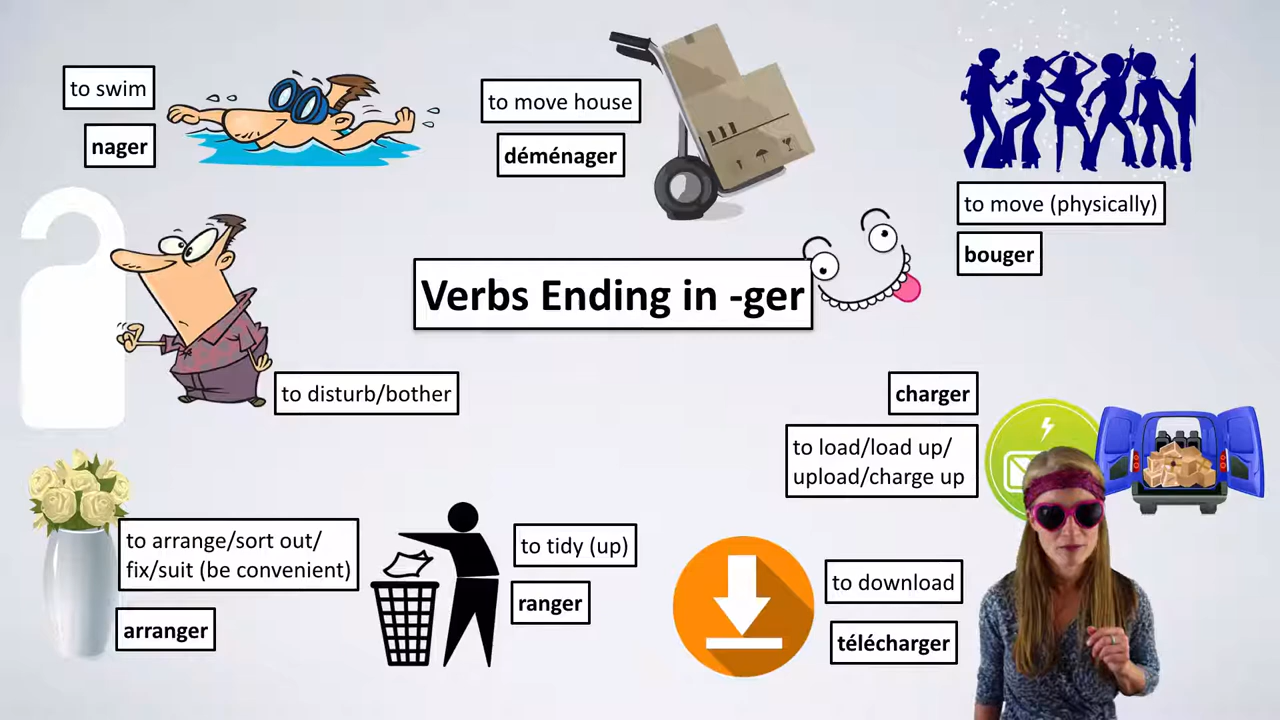 to swim
nager
to move house
déménager
to move (physically)
bouger
Verbs Ending in -ger
to disturb/bother
charger
to load/load up/
upload/charge up
to arrange/sort out/
fix/suit (be convenient)
arranger
to tidy (up)
ranger
to download
télécharger